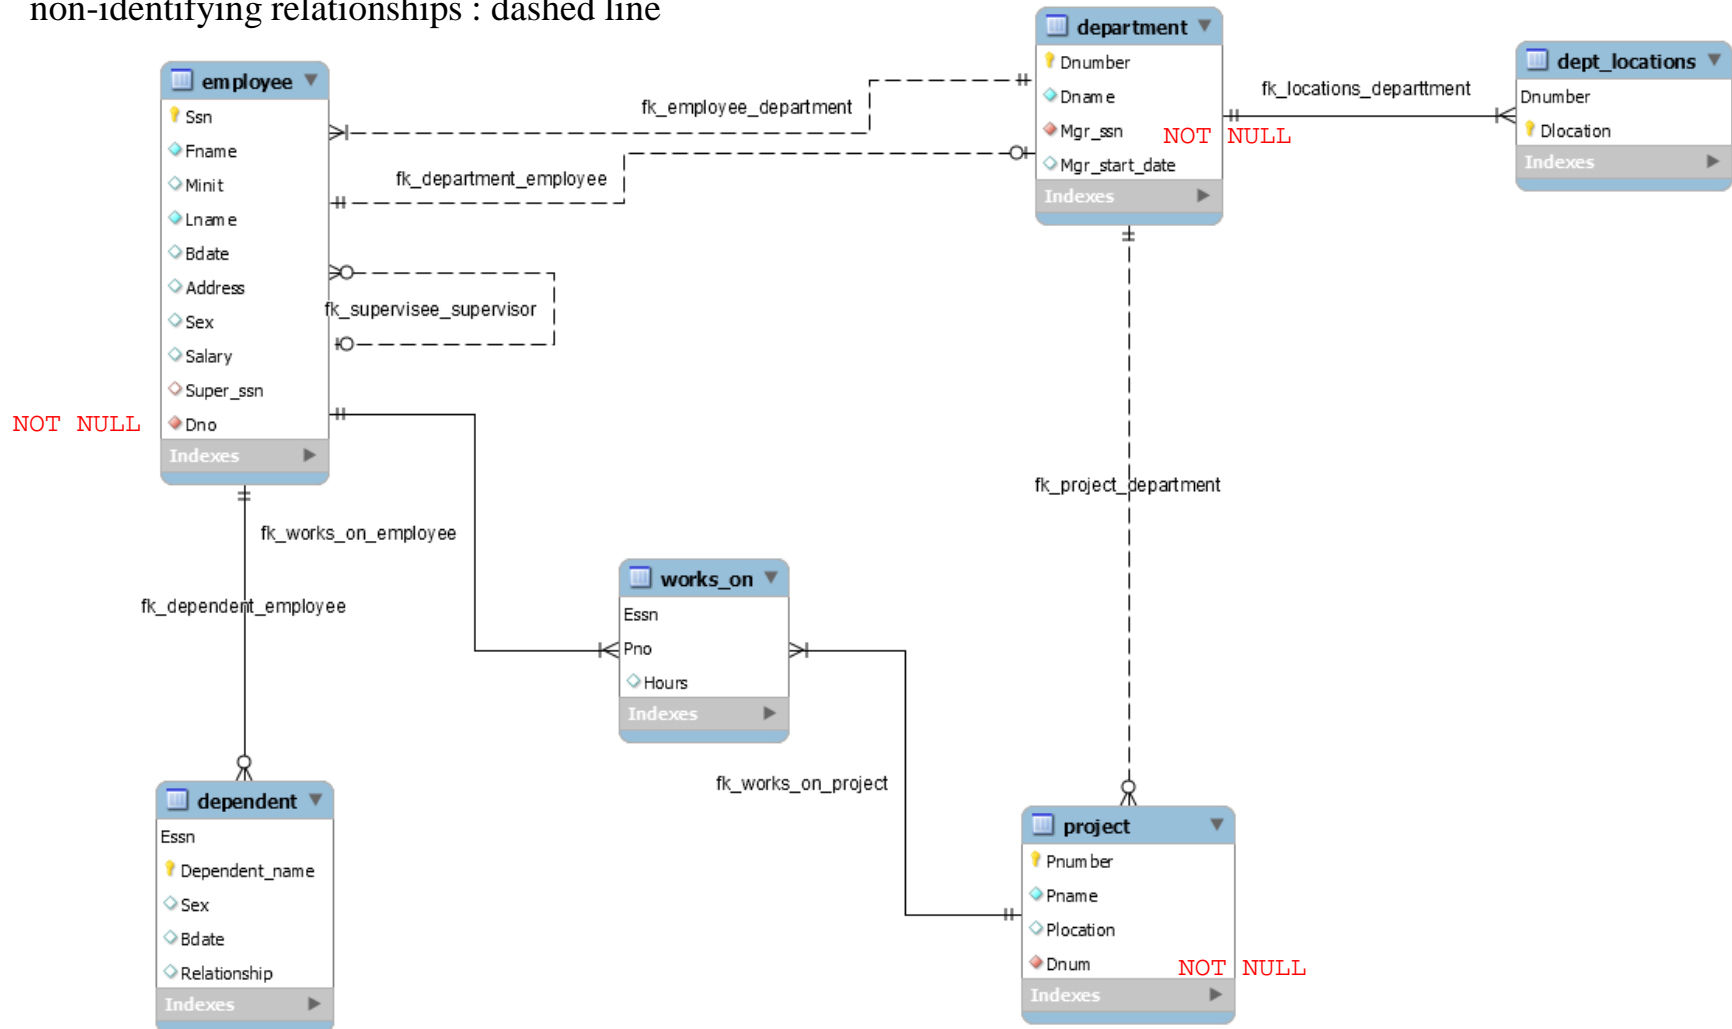 non-identifying relationships : dashed line
employee
Ssn
Fname
Minit
Lname
Bdate
Address
Sex
Salary
Super_ssn
NOT NULL
Dno
Indexes
fk_employee_department
fk_department_employee
fk_supervisee_supervisor
department
Dnumber
Dname
Mgr_ssn
NOT NULL
Mgr_start_date
Indexes
fk_locations_departtment
dept_locations
Dnumber
Dlocation
Indexes
fk_works_on_employee
fk_dependent_employee
fk_project_department
works_on
Essn
Pno
Hours
Indexes
fk_works_on_project
dependent
Essn
Dependent_name
Sex
Bdate
Relationship
Indexes
project
Pnumber
Pname
Plocation
Dnum
NOT NULL
Indexes